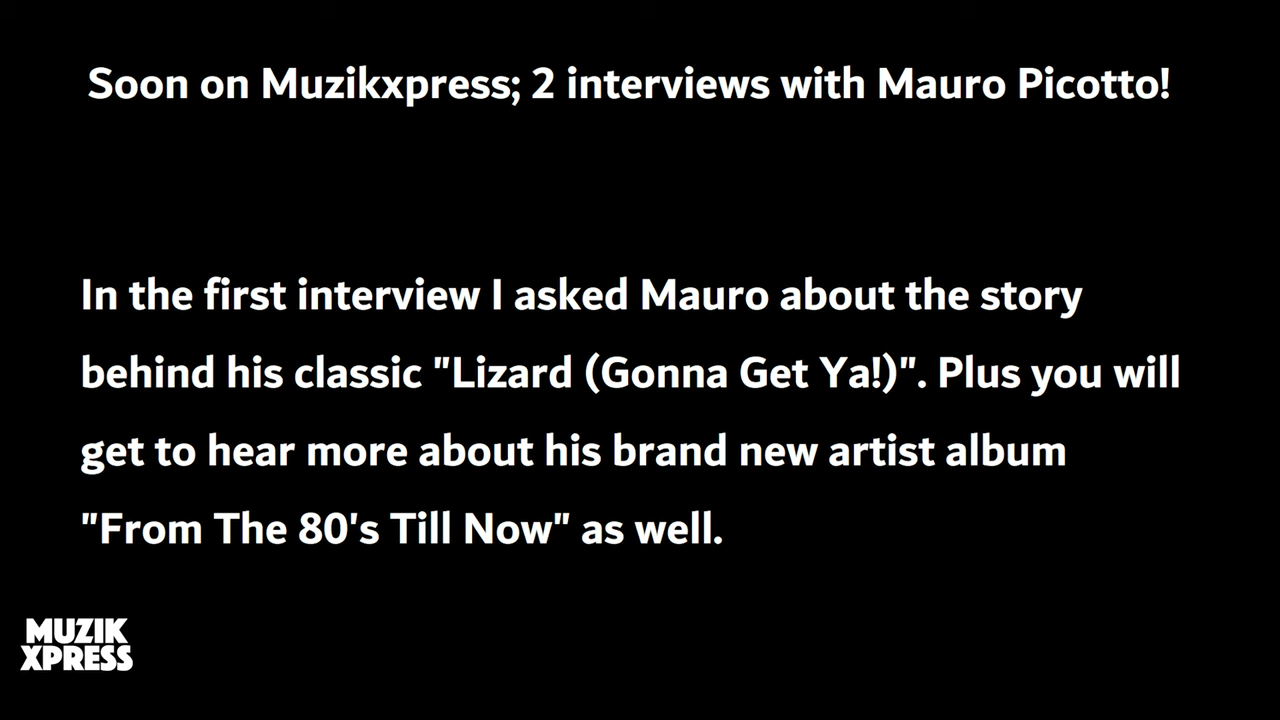 Soon on Muzikxpress; 2 interviews with Mauro Picotto!
In the first interview I asked Mauro about the story
behind his classic "Lizard (Gonna Get Ya!)". Plus you will
get to hear more about his brand new artist album
"From The 80's Till Now" as well.
MUZIK
XPRESS